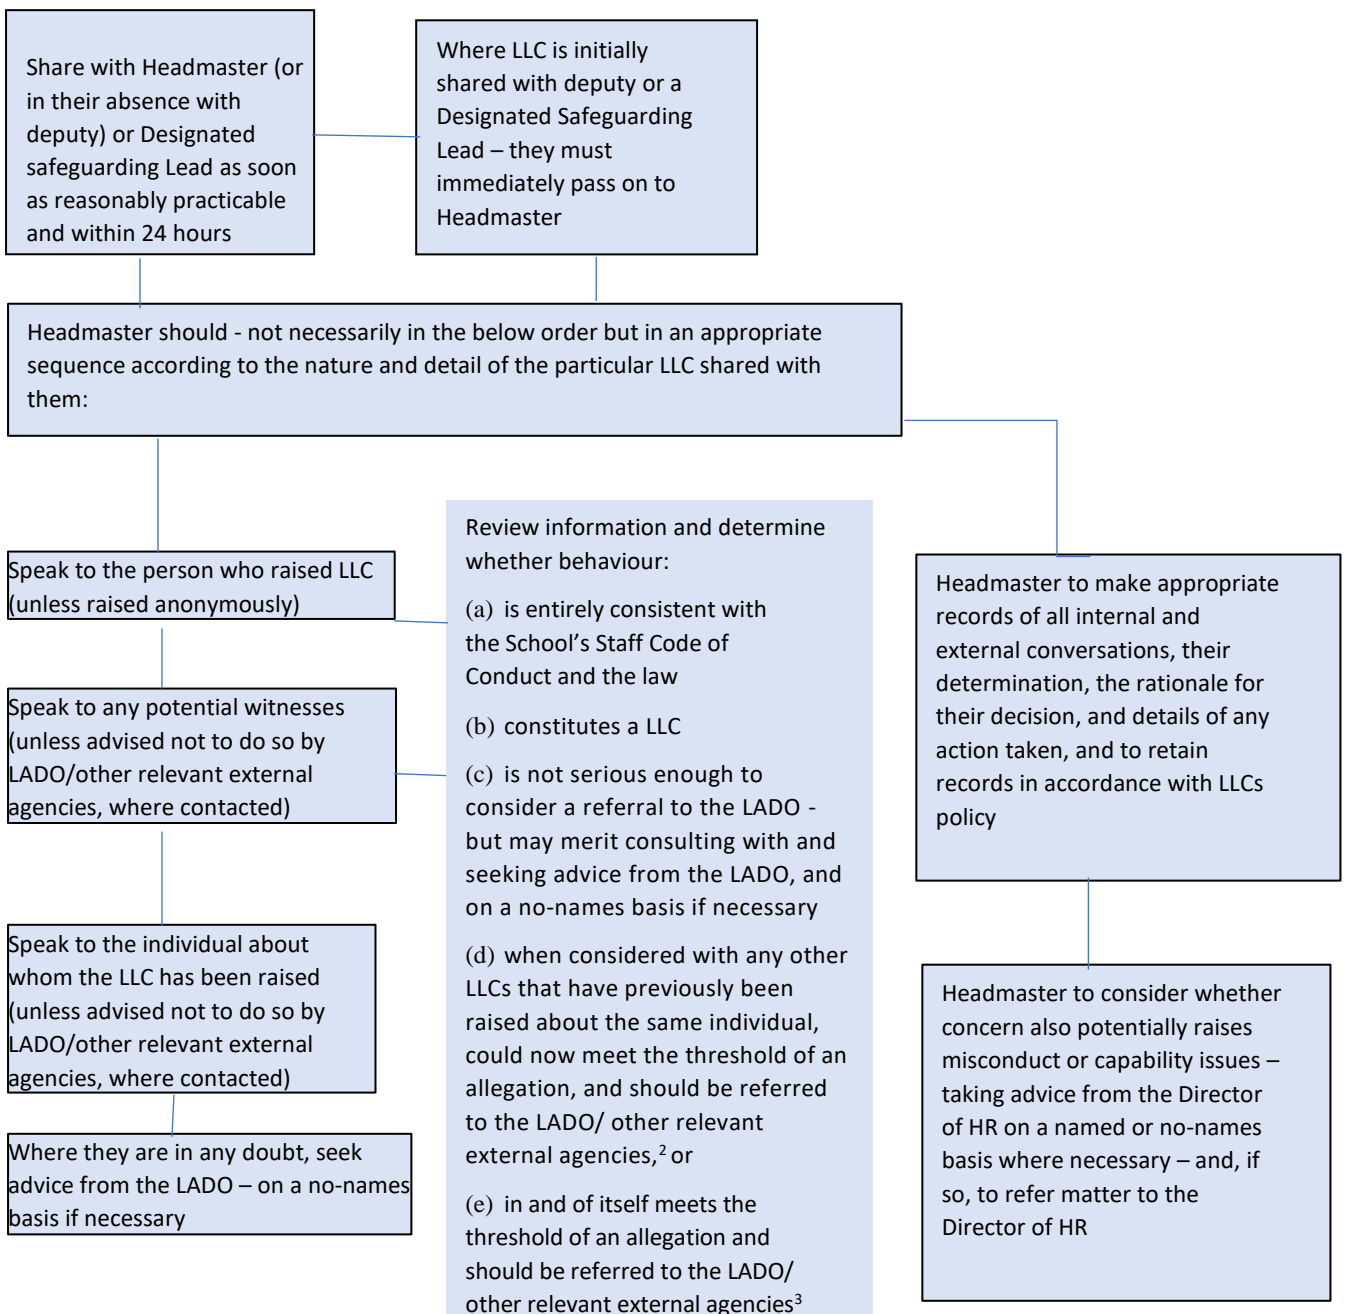 Share with Headmaster (or
in their absence with
deputy) or Designated
safeguarding Lead as soon
as reasonably practicable
and within 24 hours
Where LLC is initially
shared with deputy or a
Designated Safeguarding
Lead – they must
immediately pass on to
Headmaster
Headmaster should - not necessarily in the below order but in an appropriate
sequence according to the nature and detail of the particular LLC shared with
them:
Speak to the person who raised LLC
(unless raised anonymously)
Speak to any potential witnesses
(unless advised not to do so by
LADO/other relevant external
agencies, where contacted)
Speak to the individual about
whom the LLC has been raised
(unless advised not to do so by
LADO/other relevant external
agencies, where contacted)
Where they are in any doubt, seek
advice from the LADO – on a no-names
basis if necessary
Review information and determine
whether behaviour:
(a) is entirely consistent with
the School’s Staff Code of
Conduct and the law
(b) constitutes a LLC
(c) is not serious enough to
consider a referral to the LADO -
but may merit consulting with and
seeking advice from the LADO, and
on a no-names basis if necessary
(d) when considered with any other
LLCs that have previously been
raised about the same individual,
could now meet the threshold of an
allegation, and should be referred
to the LADO/ other relevant
external agencies,² or
(e) in and of itself meets the
threshold of an allegation and
should be referred to the LADO/
other relevant external agencies³
Headmaster to make appropriate
records of all internal and
external conversations, their
determination, the rationale for
their decision, and details of any
action taken, and to retain
records in accordance with LLCs
policy
Headmaster to consider whether
concern also potentially raises
misconduct or capability issues –
taking advice from the Director
of HR on a named or no-names
basis where necessary – and, if
so, to refer matter to the
Director of HR